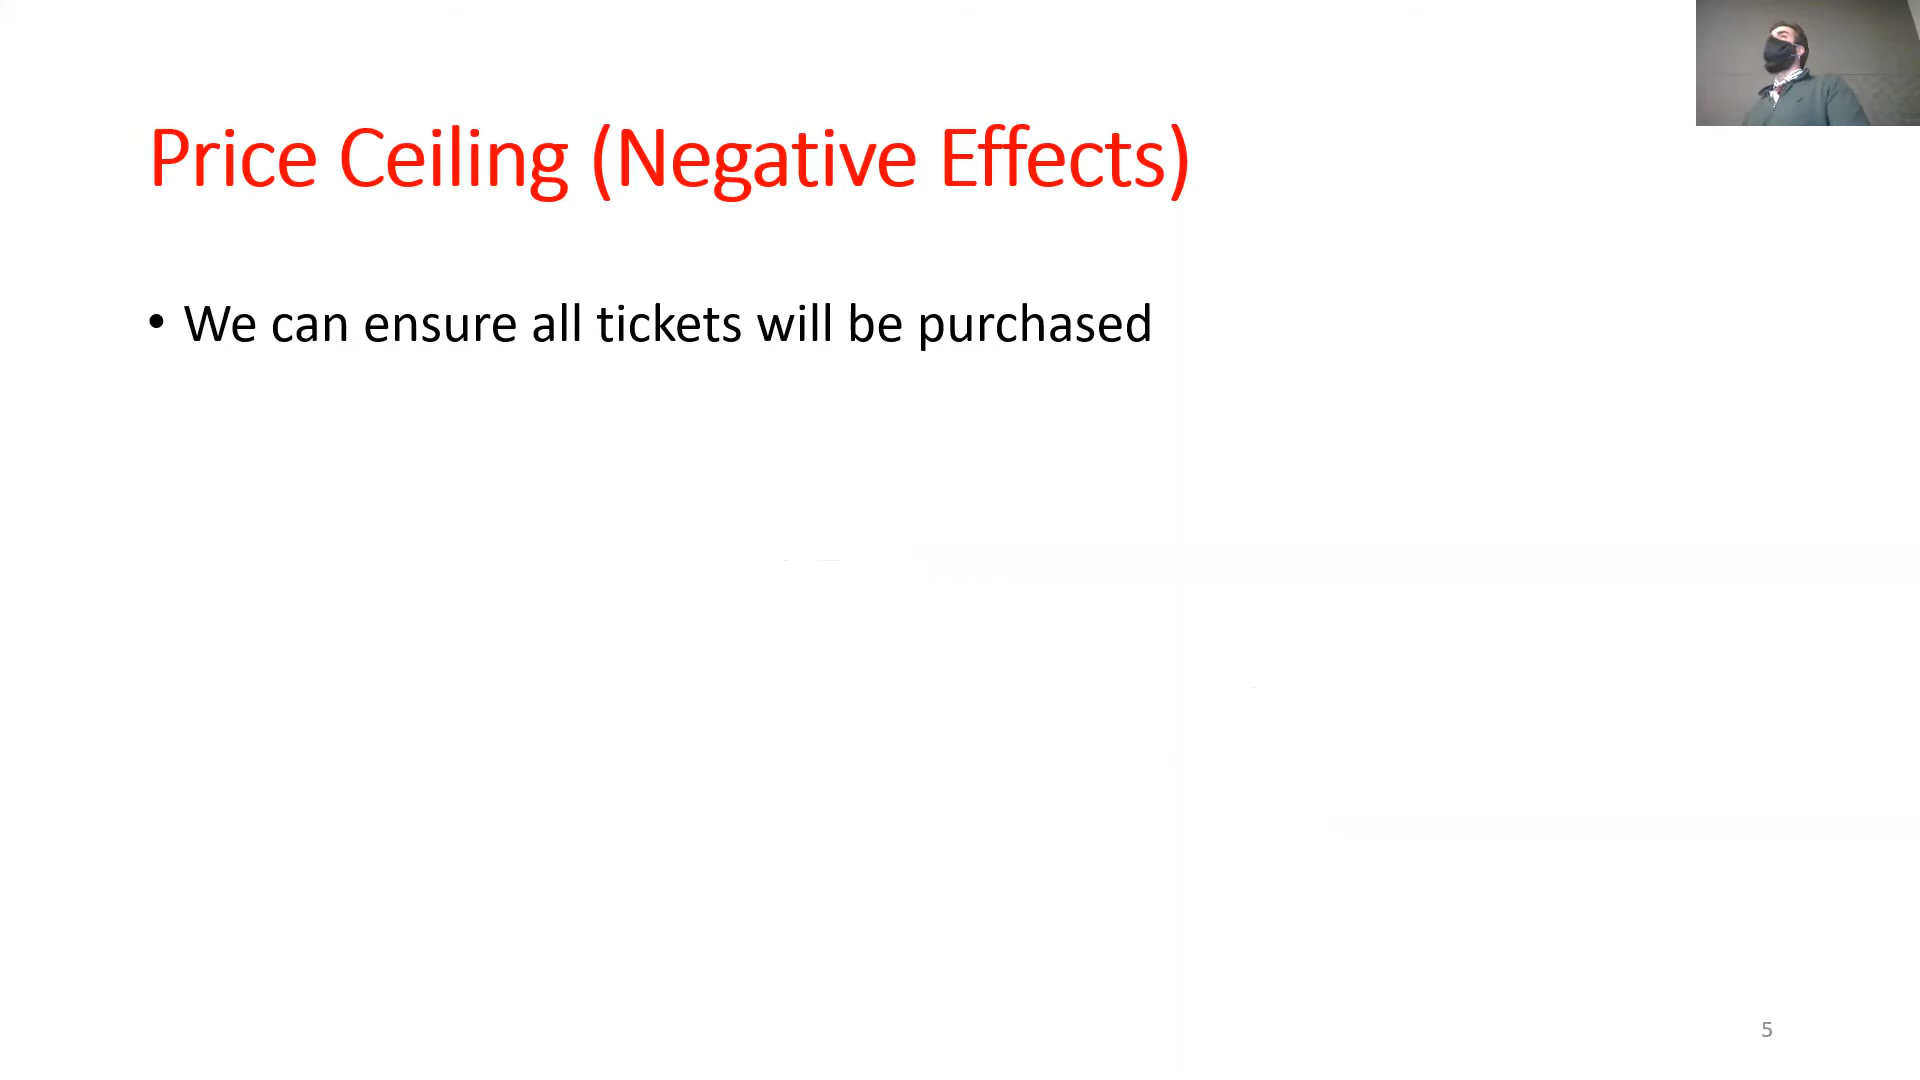 Price Ceiling (Negative Effects)
• We can ensure all tickets will be purchased
5